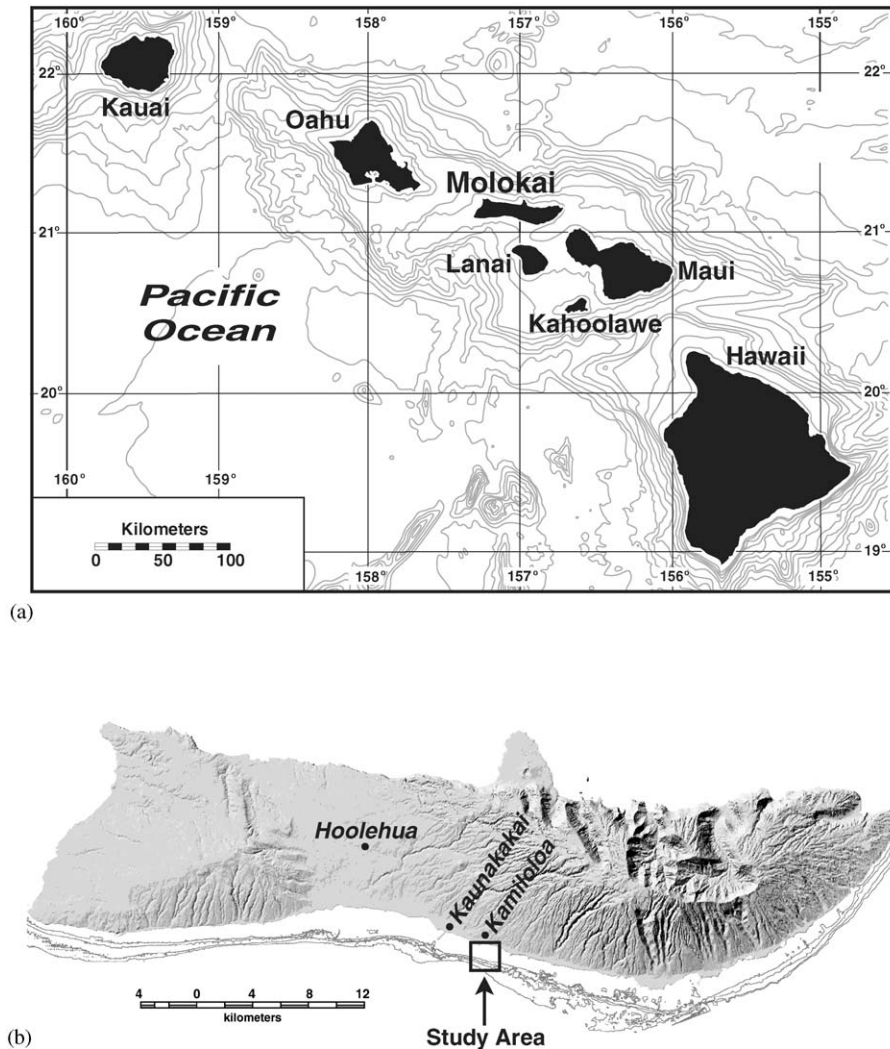 160° 159° 158° 157° 156° 155°
22° 22°
Kauai
Oahu
Molokai
21° 21°
Lanai
Maui
Pacific
Ocean
Kahoolawe
Hawaii
20° 20°
160° 159°
Kilometers
0 50 100
19°
158° 157° 156° 155°
(a)
Hoolehua
Kaunakakai
Kamiloloa
4 0 4 8 12
kilometers
Study Area
(b)